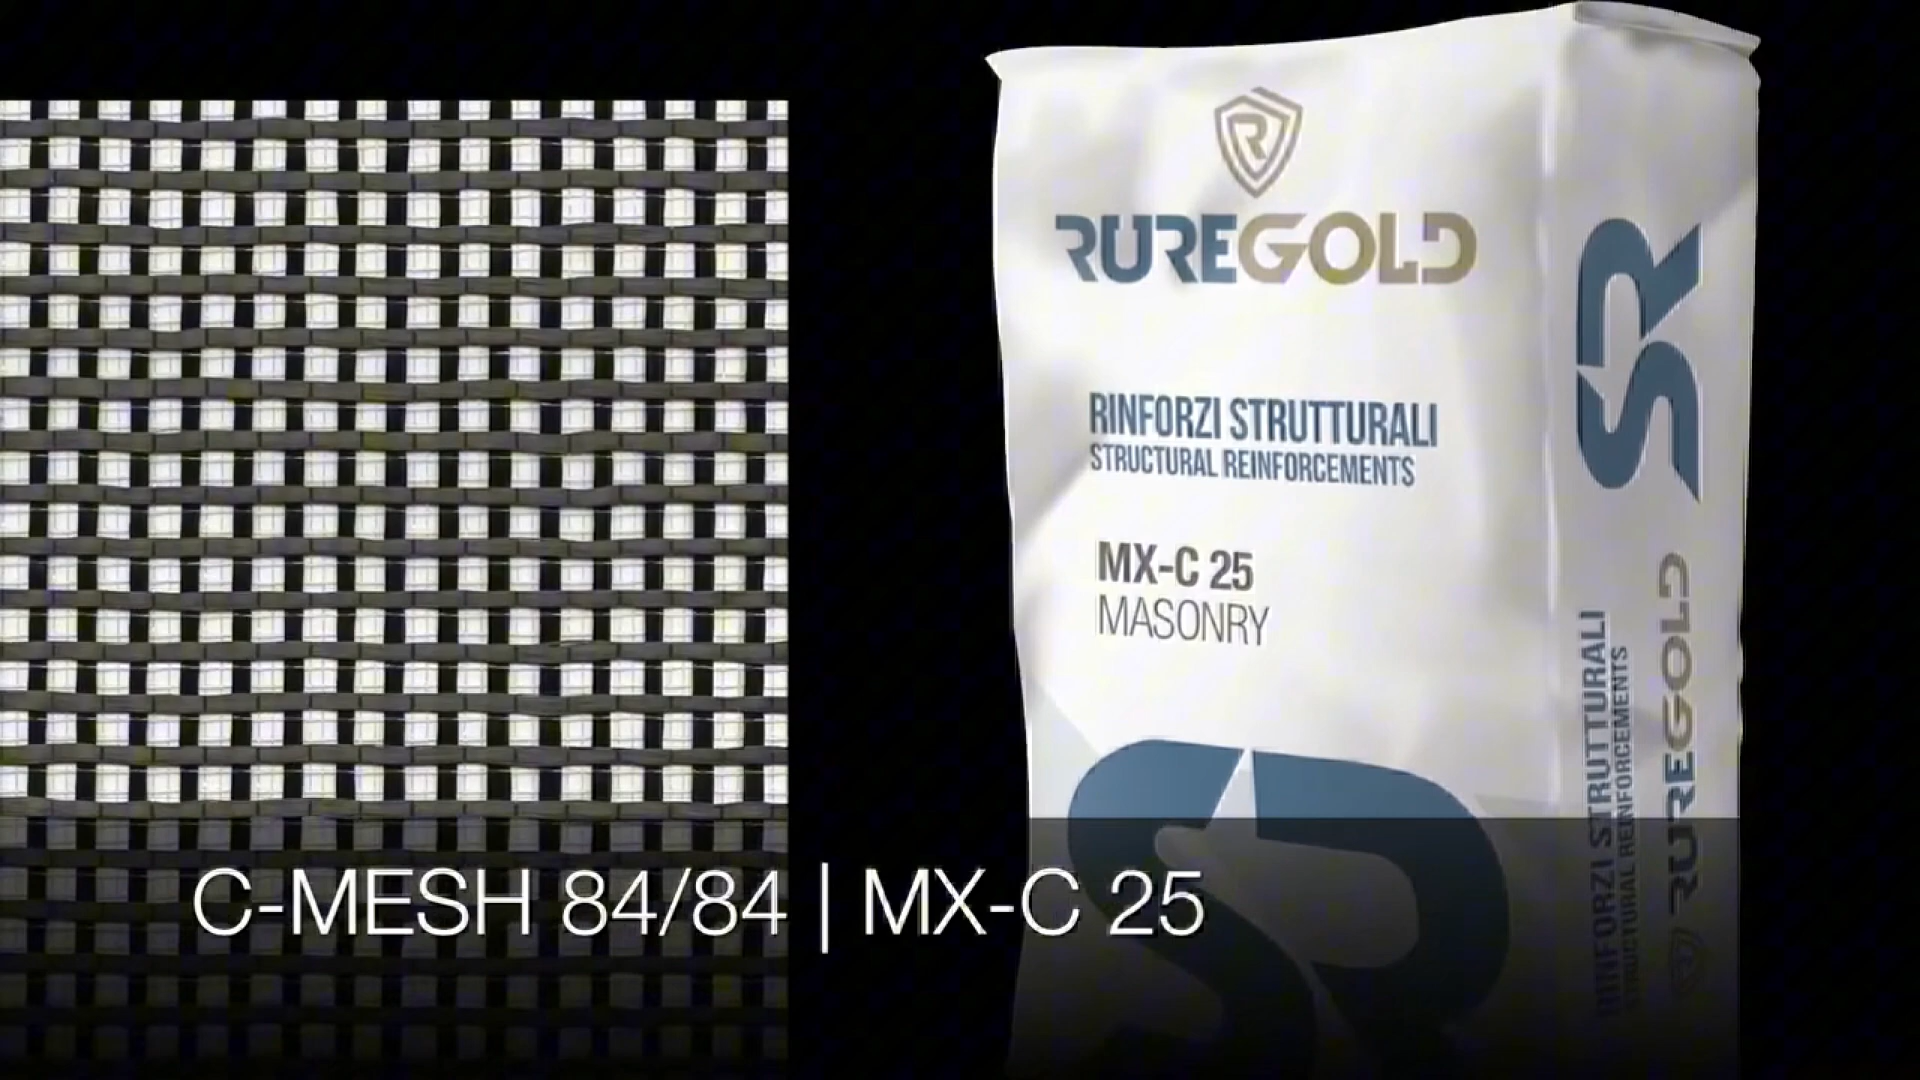 RUREGOLD
RINFORZI STRUTTURALI
STRUCTURAL REINFORCEMENTS
MX-C 25
MASONRY
SR
RINFORZI STRUTTURALI
STRUCTURAL REINFORCEMENTS
RUREGOLD
C-MESH 84/84 | MX-C 25